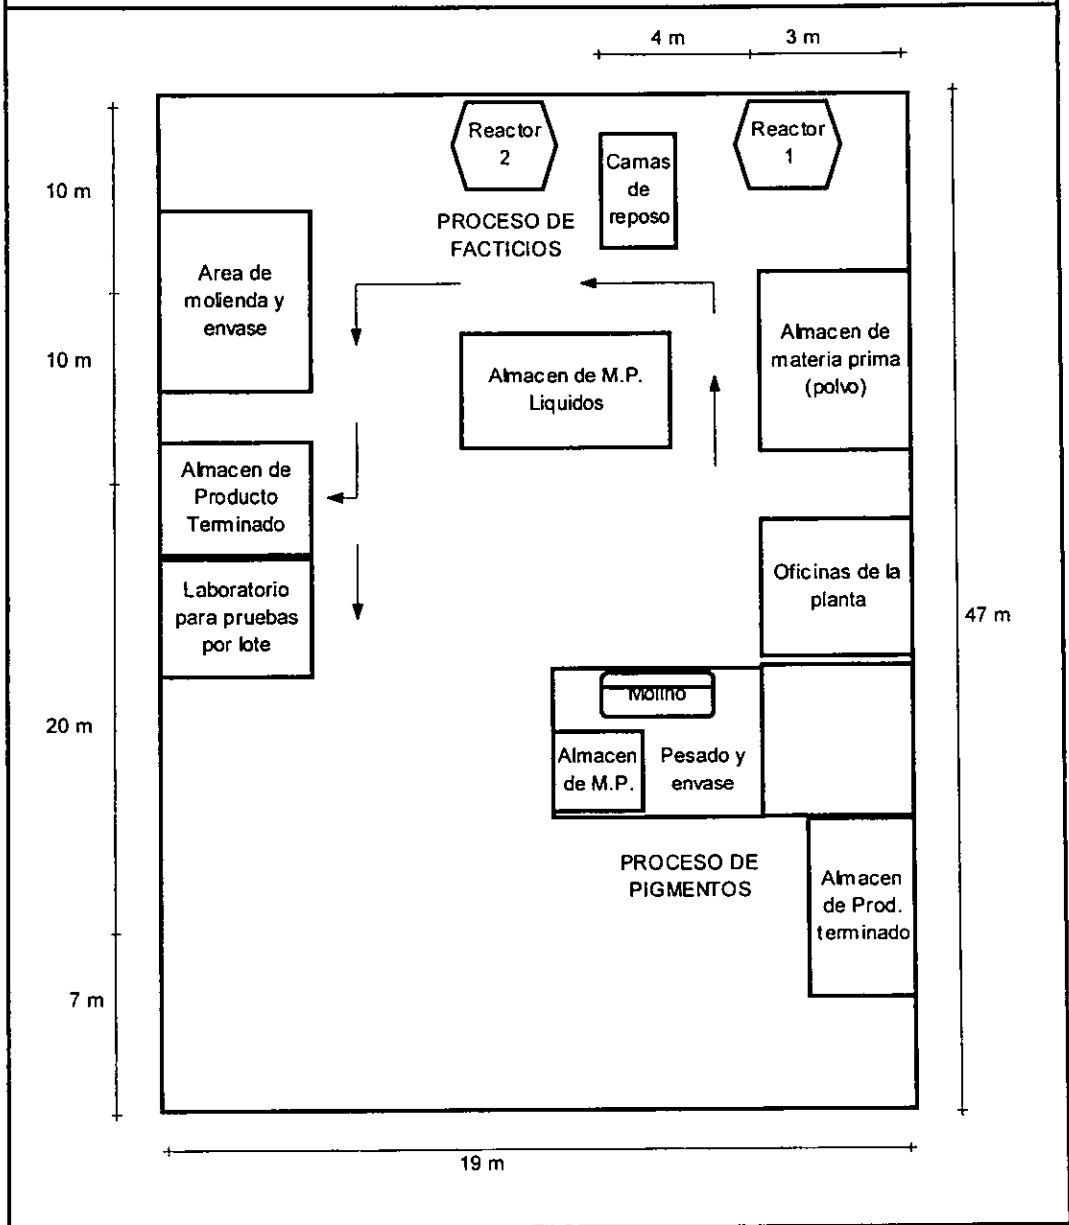 4 m
3 m
Reactor
2
Reactor
1
Camas
de
reposo
10 m
PROCESO DE
FACTICIOS
Area de
molienda y
envase
Almacen de
materia prima
(polvo)
10 m
Almacen de M.P.
Liquidos
Almacen de
Producto
Terminado
Oficinas de la
planta
Laboratorio
para pruebas
por lote
47 m
20 m
Molino
Almacen
de M.P.
Pesado y
envase
PROCESO DE
PIGMENTOS
Almacen
de Prod.
terminado
7 m
19 m